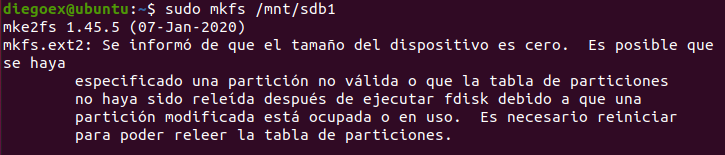 diegoex@ubuntu:~$ sudo mkfs /mnt/sdb1
mke2fs 1.45.5 (07-Jan-2020)
mkfs.ext2: Se informó de que el tamaño del dispositivo es cero.  Es posible que
se haya
        especificado una partición no válida o que la tabla de particiones
        no haya sido releída después de ejecutar fdisk debido a que una
        partición modificada está ocupada o en uso.  Es necesario reiniciar
        para poder releer la tabla de particiones.